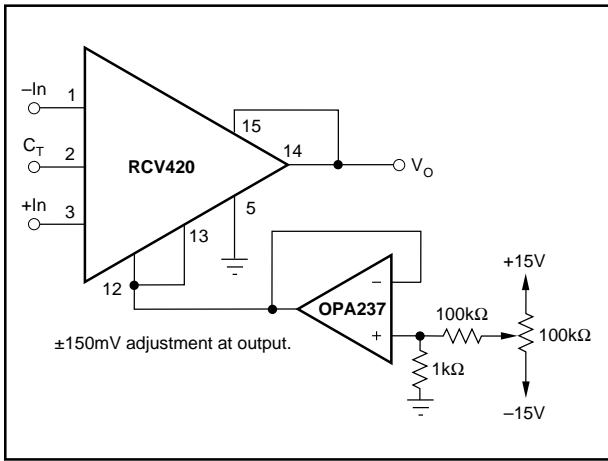 –In
1
15
14
C_T
2
RCV420
V_O
+In
3
5
13
12
–
OPA237
+
+15V
100kΩ
100kΩ
1kΩ
–15V
±150mV adjustment at output.